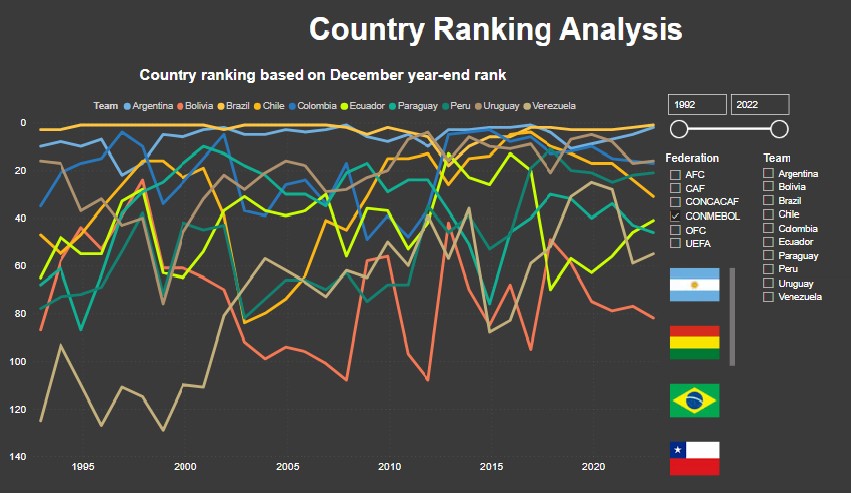 Country Ranking Analysis
Country ranking based on December year-end rank
Team Argentina Bolivia Brazil Chile Colombia Ecuador Paraguay Peru Uruguay Venezuela
1992 2022
0
20
40
60
80
100
120
140
1995 2000 2005 2010 2015 2020
Federation
AFC
CAF
CONCACAF
CONMEBOL
OFC
UEFA
Team
Argentina
Bolivia
Brazil
Chile
Colombia
Ecuador
Paraguay
Peru
Uruguay
Venezuela